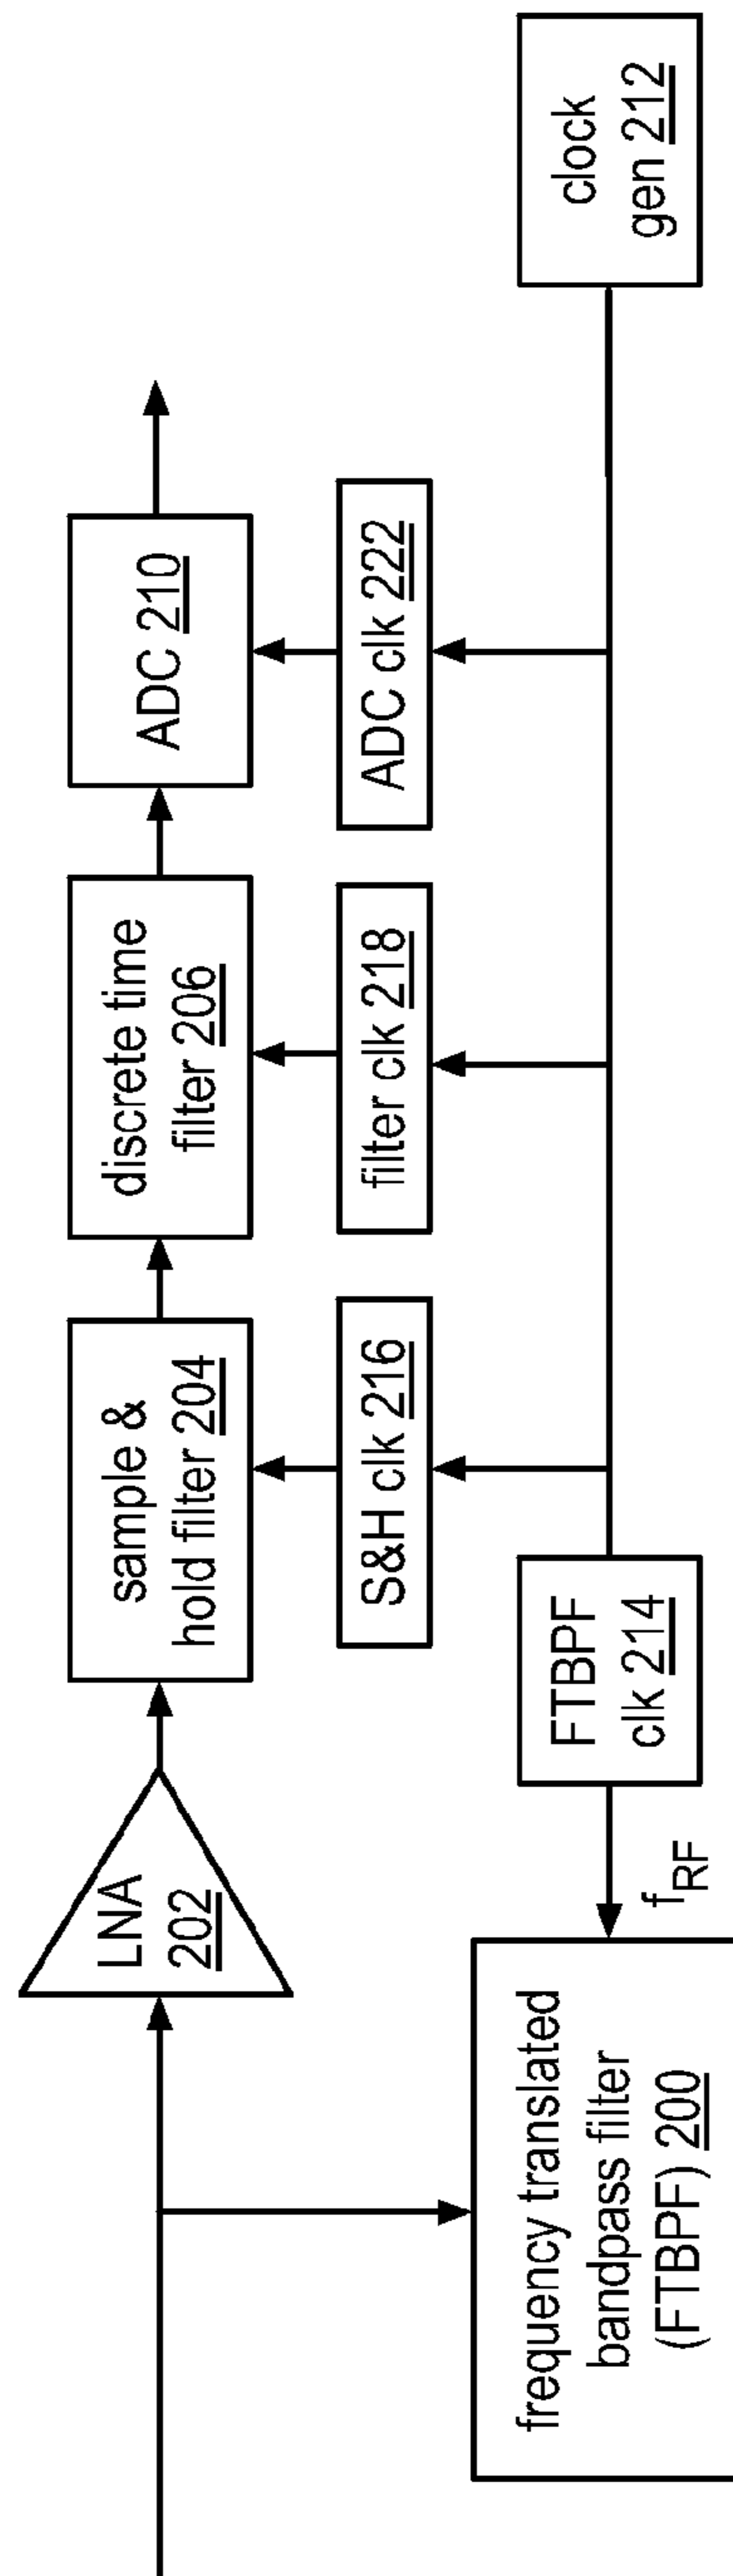 LNA
202
sample &
hold filter 204
discrete time
filter 206
ADC 210
S&H clk 216
filter clk 218
ADC clk 222
frequency translated
bandpass filter
(FTBPF) 200
fRF
FTBPF
clk 214
clock
gen 212